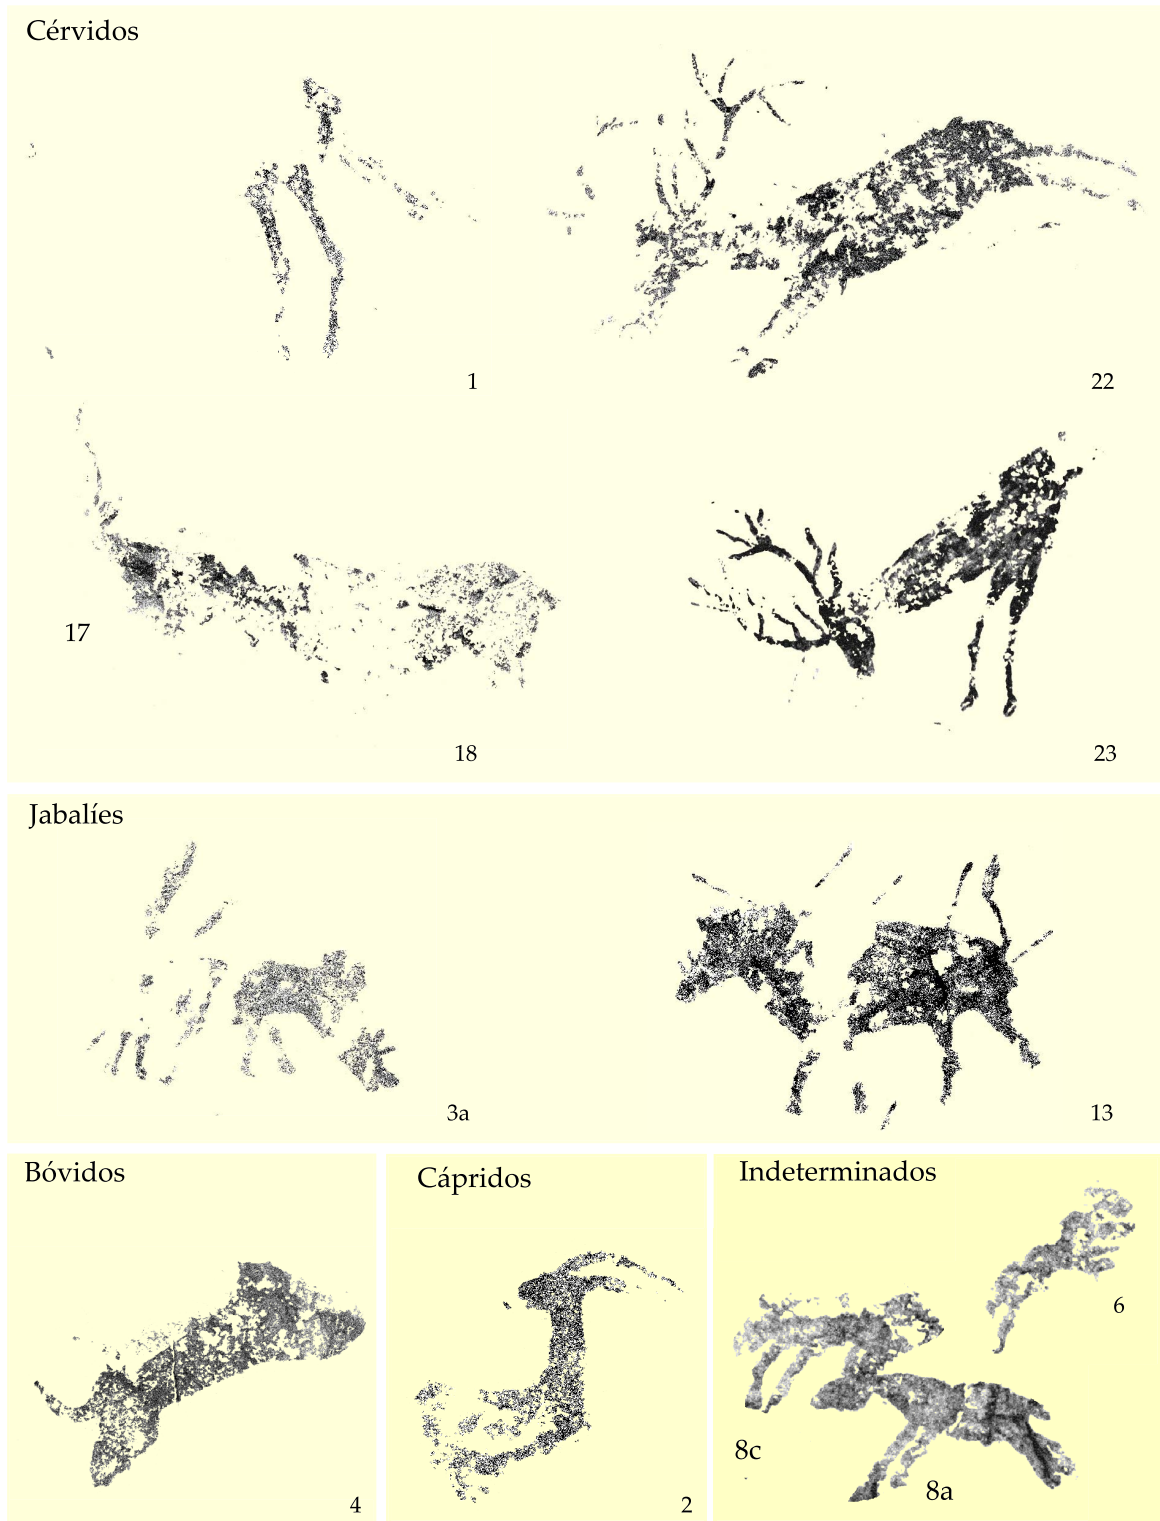 Cérvidos
1
22
17
18
23
Jabalíes
3a
13
Bóvidos
4
Cápridos
2
Indeterminados
6
8c
8a